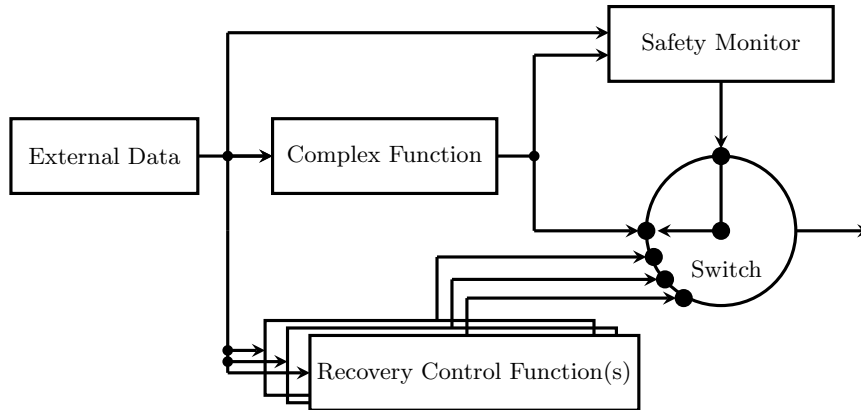 Safety Monitor
External Data
Complex Function
Switch
Recovery Control Function(s)